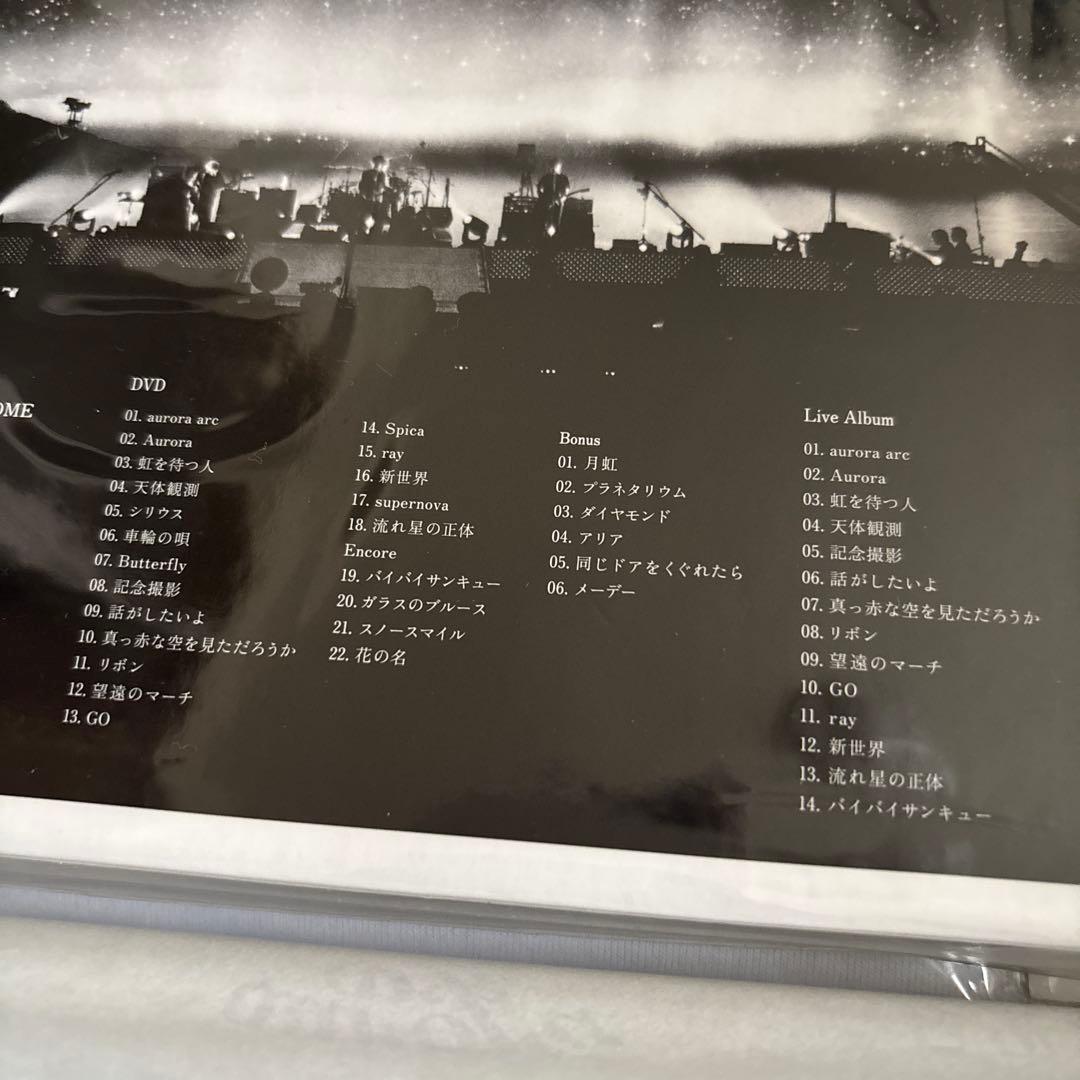 OME
DVD
01. aurora arc
02. Aurora
03. 虹を待つ人
04. 天体観測
05. シリウス
06. 車輪の唄
07. Butterfly
08. 記念撮影
09. 話がしたいよ
10. 真っ赤な空を見ただろうか
11. リボン
12. 望遠のマーチ
13. GO
14. Spica
15. ray
16. 新世界
17. supernova
18. 流れ星の正体
Encore
19. バイバイサンキュー
20. ガラスのブルース
21. スノースマイル
22. 花の名
Bonus
01. 月虹
02. プラネタリウム
03. ダイヤモンド
04. アリア
05. 同じドアをくぐれたら
06. メーデー
Live Album
01. aurora arc
02. Aurora
03. 虹を待つ人
04. 天体観測
05. 記念撮影
06. 話がしたいよ
07. 真っ赤な空を見ただろうか
08. リボン
09. 望遠のマーチ
10. GO
11. ray
12. 新世界
13. 流れ星の正体
14. バイバイサンキュー